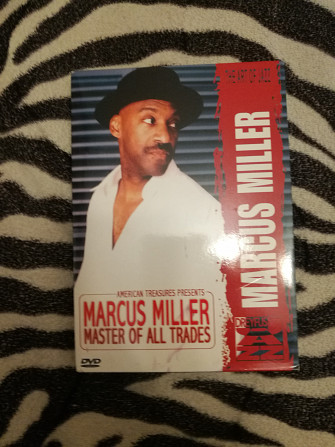 THE ART OF JAZZ
MARCUS MILLER
AMERICAN TREASURES PRESENTS
MARCUS MILLER
MASTER OF ALL TRADES
DVD